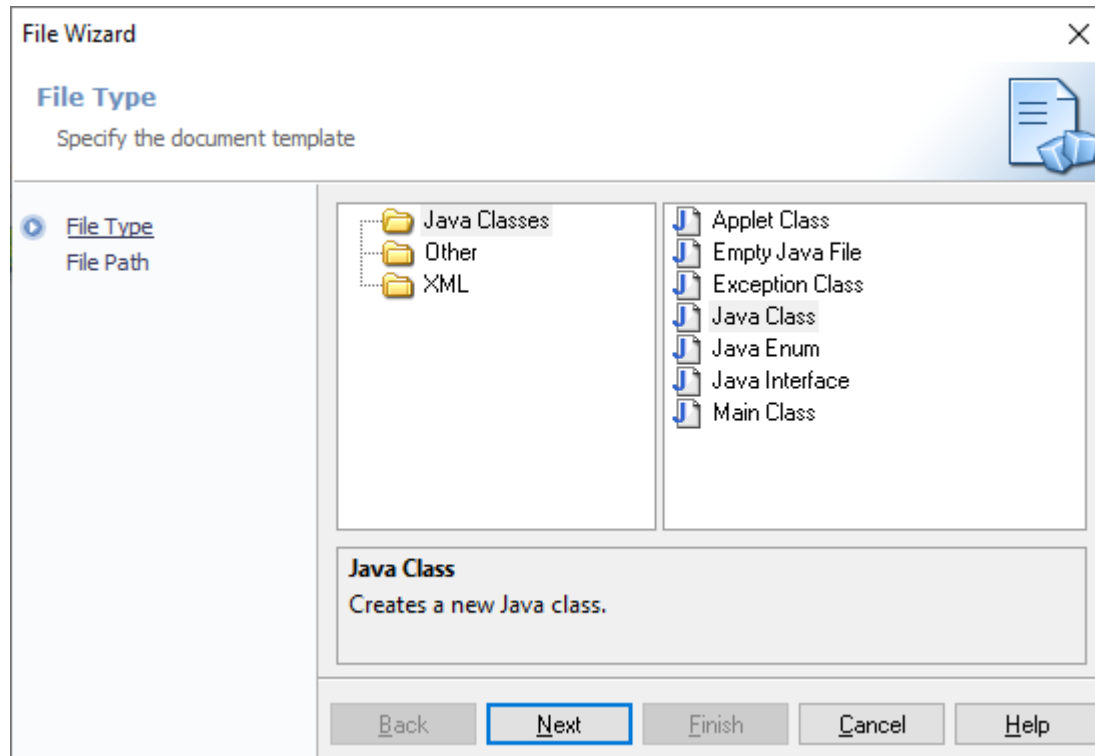 File Wizard
File Type
Specify the document template
File Type
File Path
Java Classes
Other
XML
Applet Class
Empty Java File
Exception Class
Java Class
Java Enum
Java Interface
Main Class
Java Class
Creates a new Java class.
Back
Next
Finish
Cancel
Help